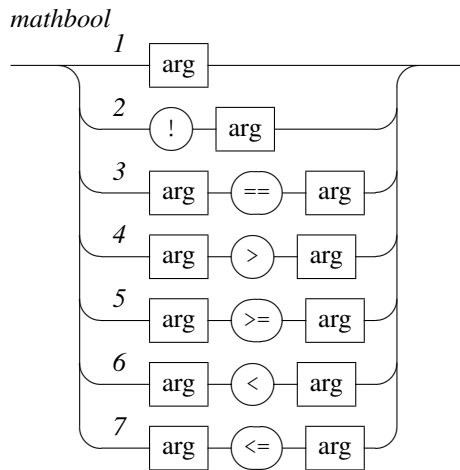 mathbool
1 arg
2 ! arg
3 arg == arg
4 arg > arg
5 arg >= arg
6 arg < arg
7 arg <= arg